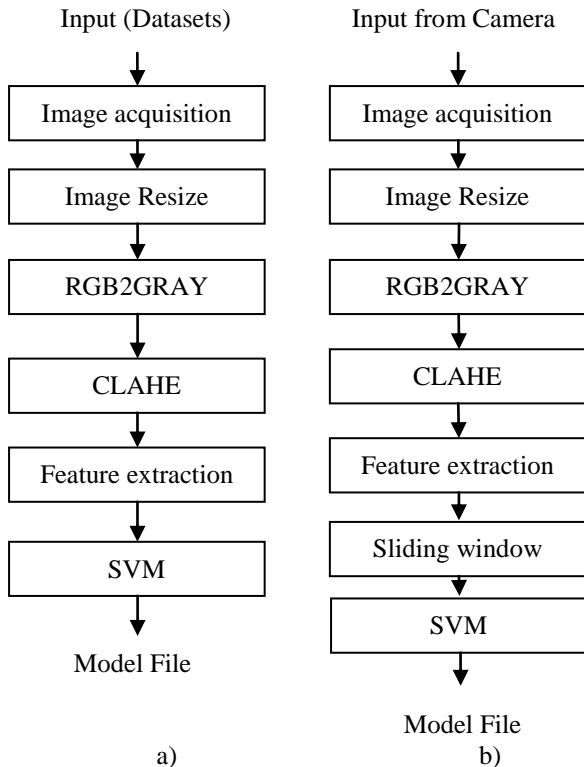 Input (Datasets)
Image acquisition
Image Resize
RGB2GRAY
CLAHE
Feature extraction
SVM
Model File
a)
Input from Camera
Image acquisition
Image Resize
RGB2GRAY
CLAHE
Feature extraction
Sliding window
SVM
Model File
b)